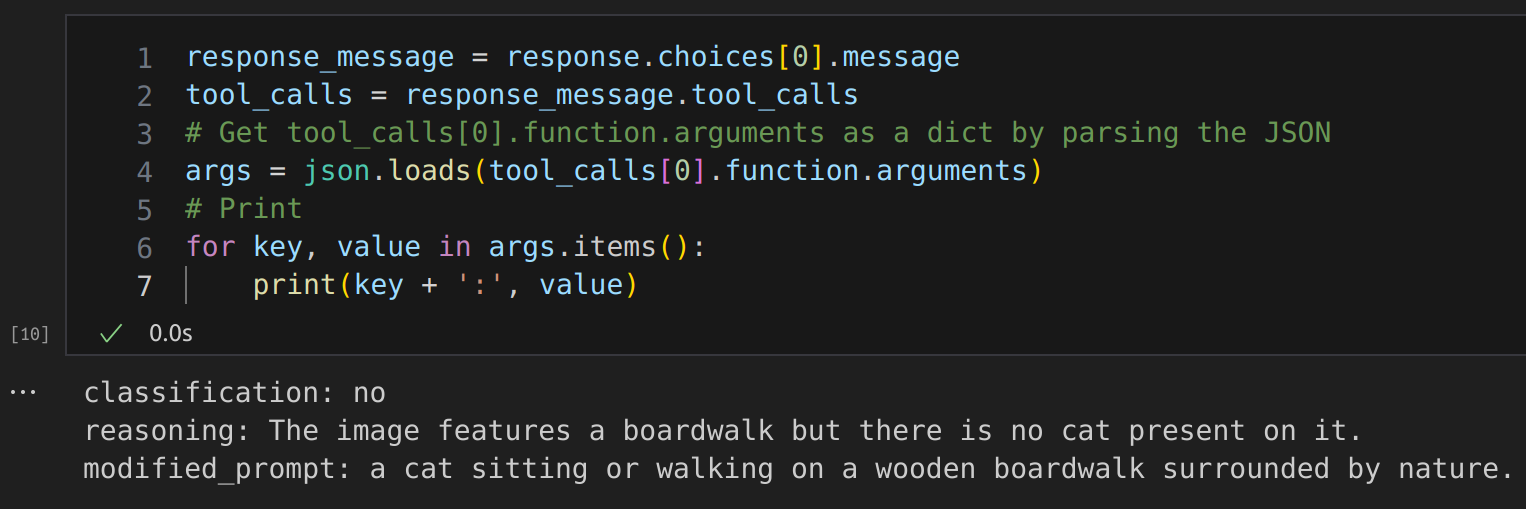 1 response_message = response.choices[0].message
2 tool_calls = response_message.tool_calls
3 # Get tool_calls[0].function.arguments as a dict by parsing the JSON
4 args = json.loads(tool_calls[0].function.arguments)
5 # Print
6 for key, value in args.items():
7     print(key + ':', value)
[10] 0.0s
classification: no
reasoning: The image features a boardwalk but there is no cat present on it.
modified_prompt: a cat sitting or walking on a wooden boardwalk surrounded by nature.